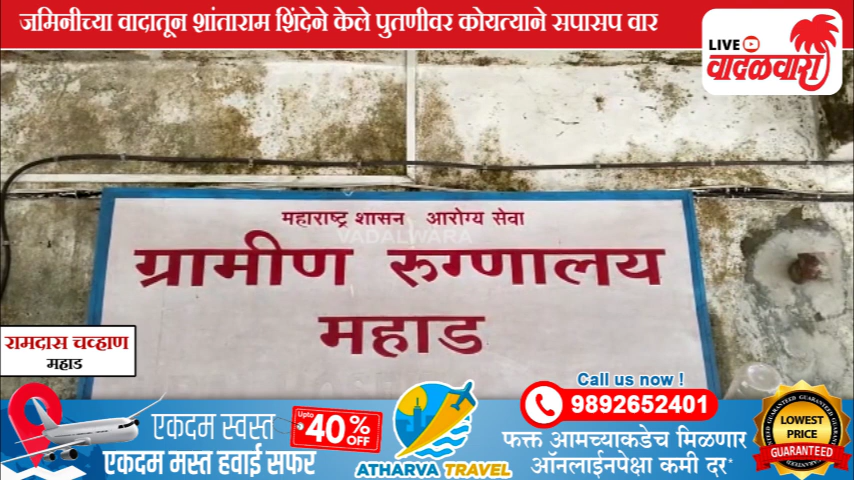 जमिनीच्या वादातून शांताराम शिंदेने केले पुतणीवर कोयत्याने सपासप वार
LIVE
वादळवारा
महाराष्ट्र शासन आरोग्य सेवा
VADALWARA
ग्रामीण रुग्णालय
महाड
रामदास चव्हाण
महाड
एकदम स्वस्त
एकदम मस्त हवाई सफर
Upto
40% OFF
ATHARVA TRAVEL
Call us now !
9892652401
फक्त आमच्याकडेच मिळणार
ऑनलाईनपेक्षा कमी दर*
LOWEST
PRICE
GUARANTEED